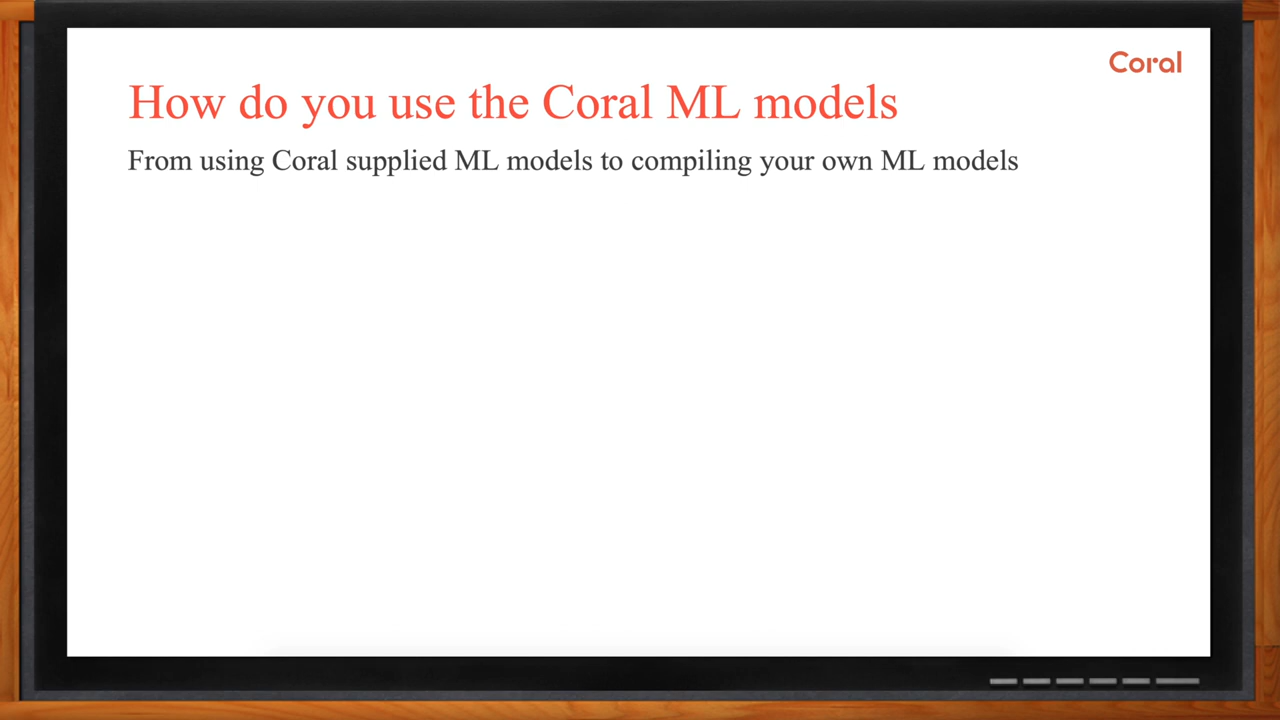 Coral
How do you use the Coral ML models
From using Coral supplied ML models to compiling your own ML models